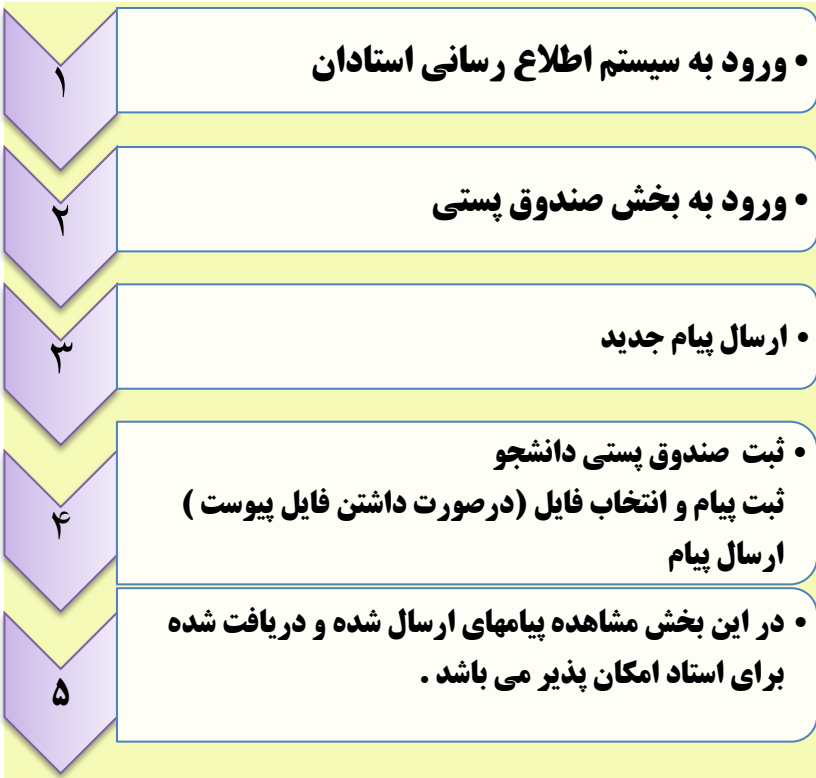 ۱
• ورود به سیستم اطلاع رسانی استادان
۲
• ورود به بخش صندوق پستی
۳
• ارسال پیام جدید
۴
• ثبت صندوق پستی دانشجو
ثبت پیام و انتخاب فایل (درصورت داشتن فایل پیوست )
ارسال پیام
۵
• در این بخش مشاهده پیامهای ارسال شده و دریافت شده
برای استاد امکان پذیر می باشد .